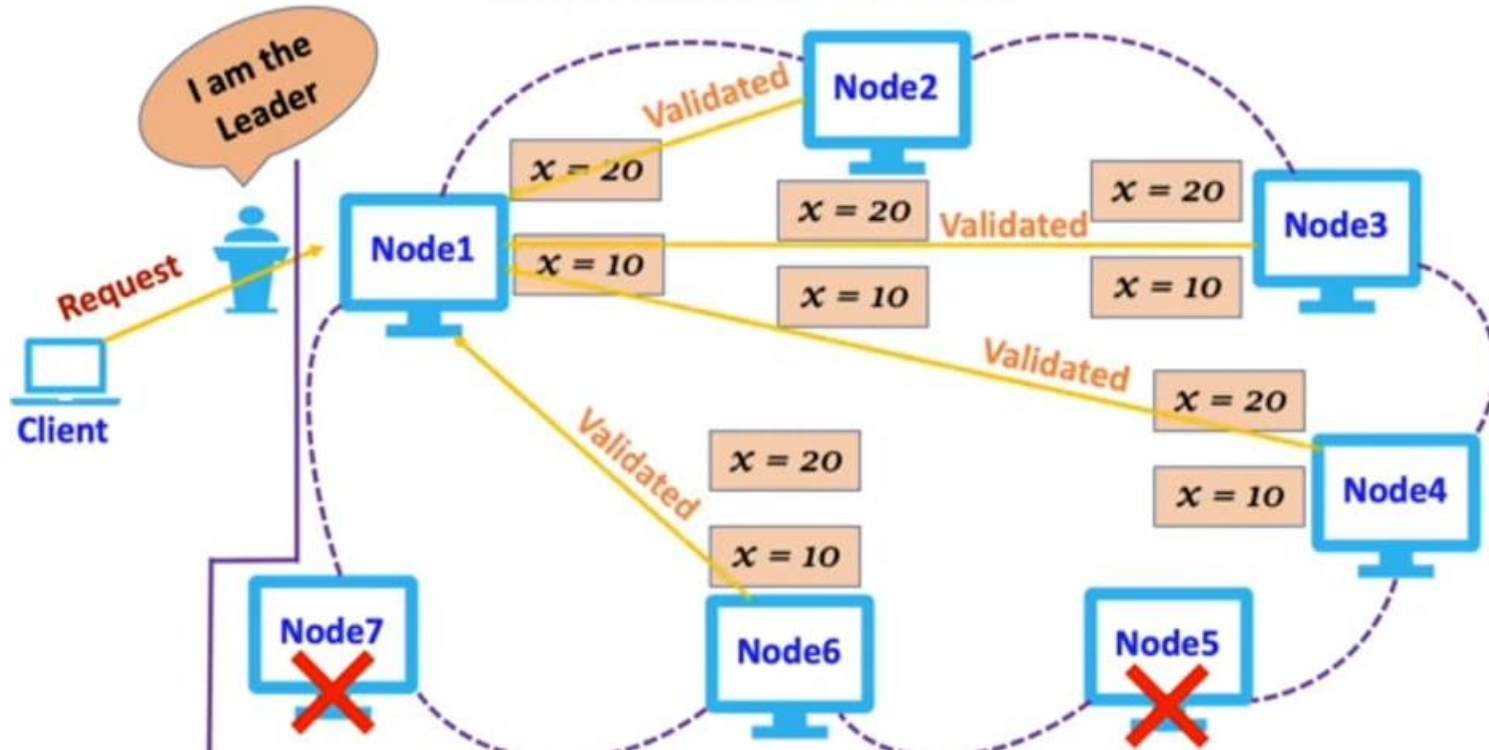 I am the
Leader
Request
Client
Node1
Validated
Node2
x = 20
x = 10
x = 20
x = 10
Validated
x = 20
x = 10
Node3
Validated
x = 20
x = 10
Node4
Validated
x = 20
x = 10
Node7
Node6
Node5